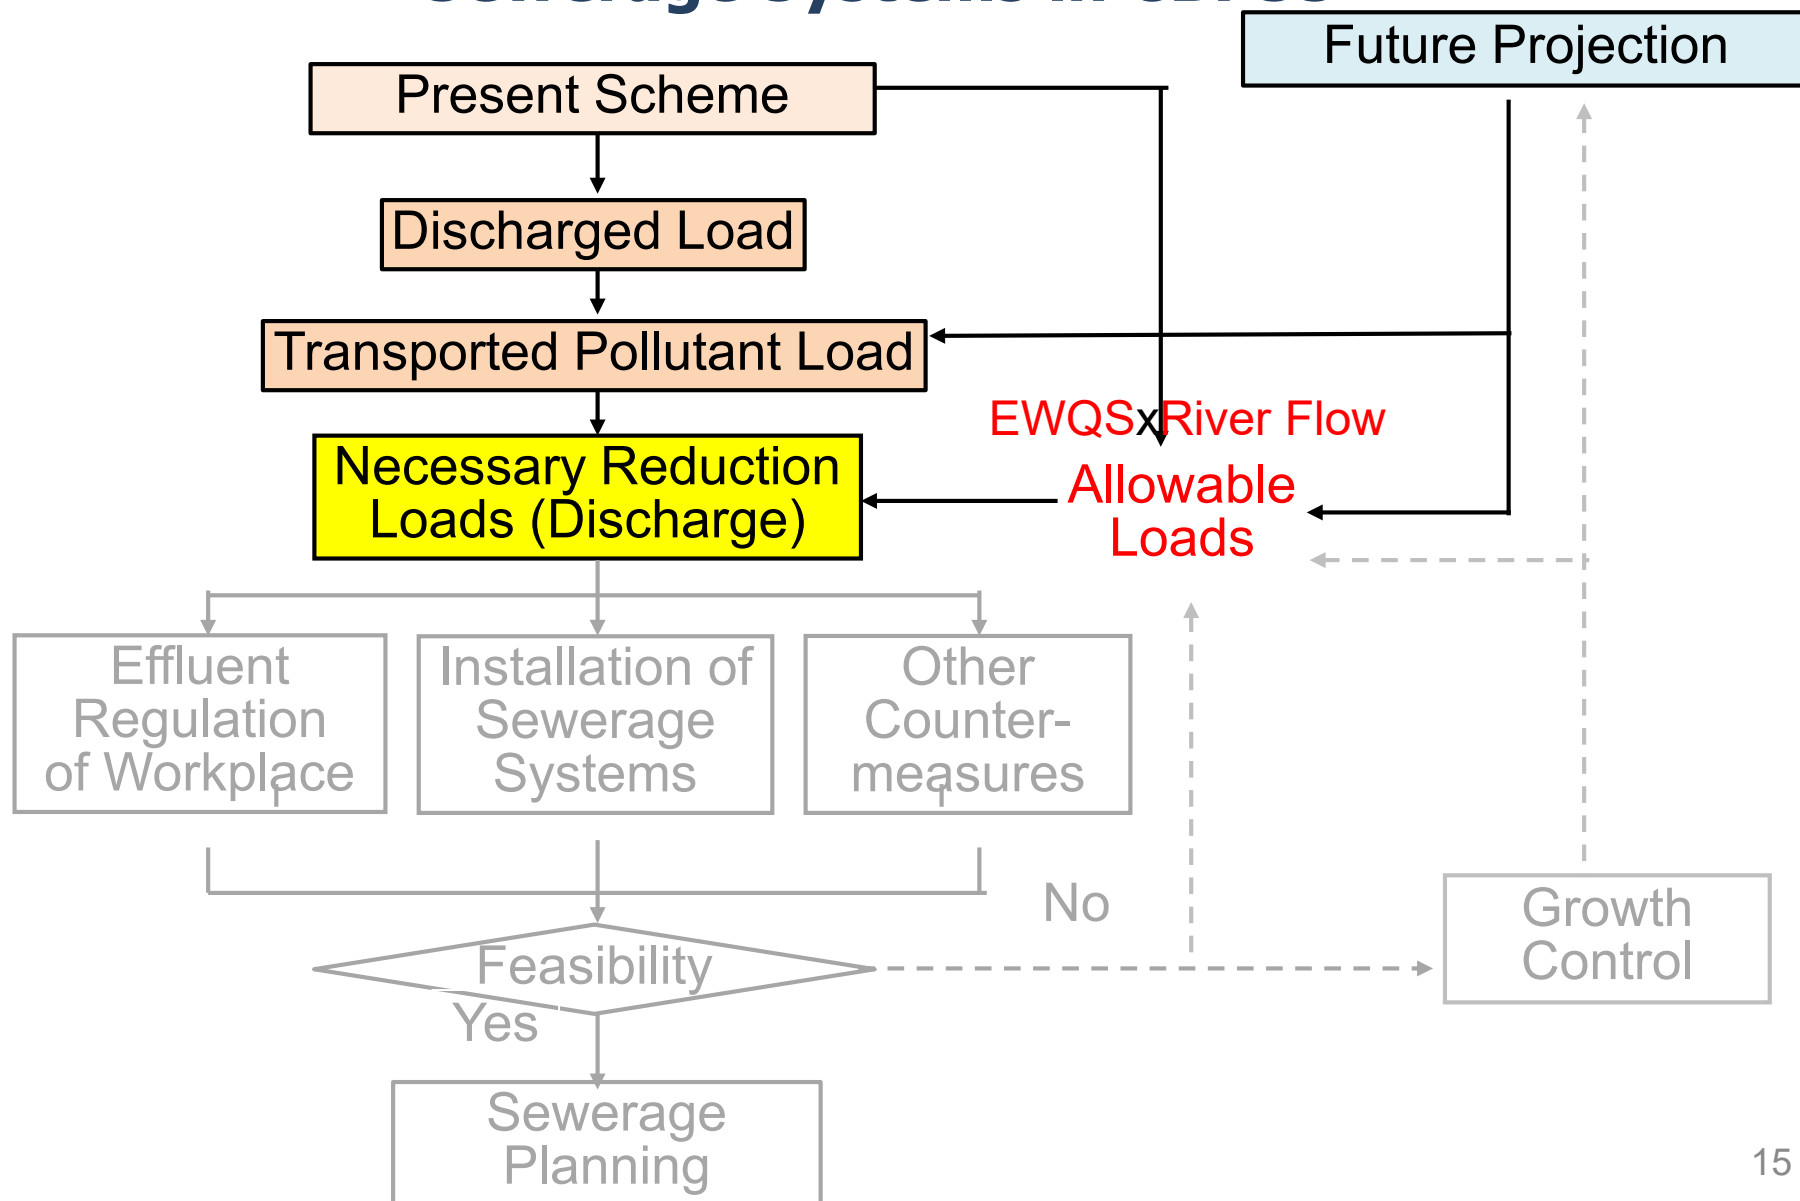 Future Projection
Present Scheme
Discharged Load
Transported Pollutant Load
EWQSxRiver Flow
Necessary Reduction
Loads (Discharge)
Allowable
Loads
Effluent
Regulation
of Workplace
Installation of
Sewerage
Systems
Other
Counter-
measures
No
Growth
Control
Feasibility
Yes
Sewerage
Planning
15